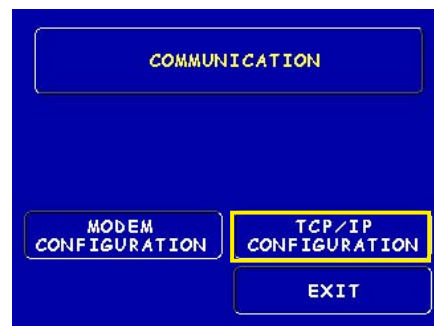 COMMUNICATION
MODEM
CONFIGURATION
TCP/IP
CONFIGURATION
EXIT